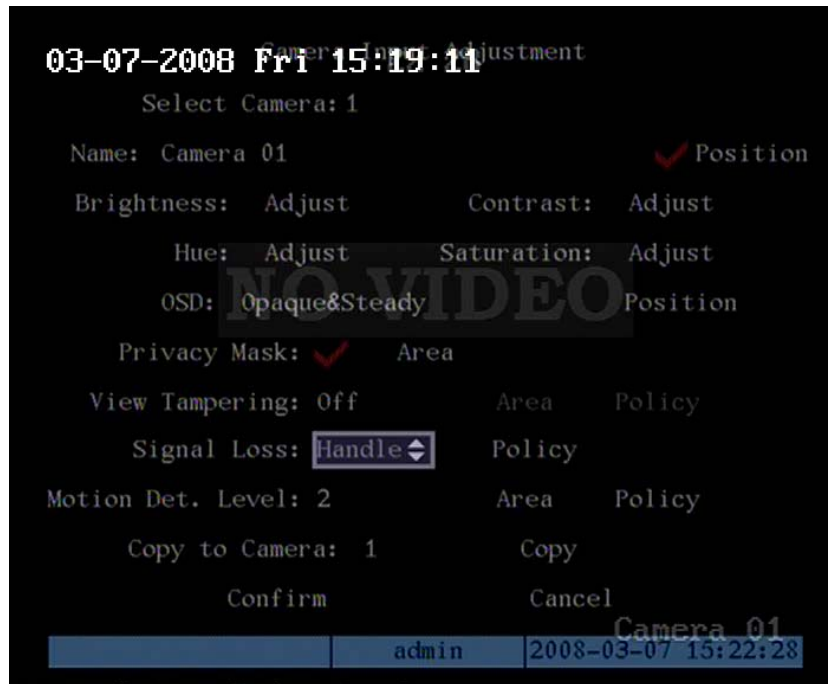 Camera Input Adjustment
03-07-2008 Fri 15:19:11
Select Camera: 1
Name: Camera 01 Position
Brightness: Adjust Contrast: Adjust
Hue: Adjust Saturation: Adjust
NO VIDEO
OSD: Opaque&Steady Position
Privacy Mask: Area
View Tampering: Off Area Policy
Signal Loss: Handle Policy
Motion Det. Level: 2 Area Policy
Copy to Camera: 1 Copy
Confirm Cancel
Camera 01
admin 2008-03-07 15:22:28